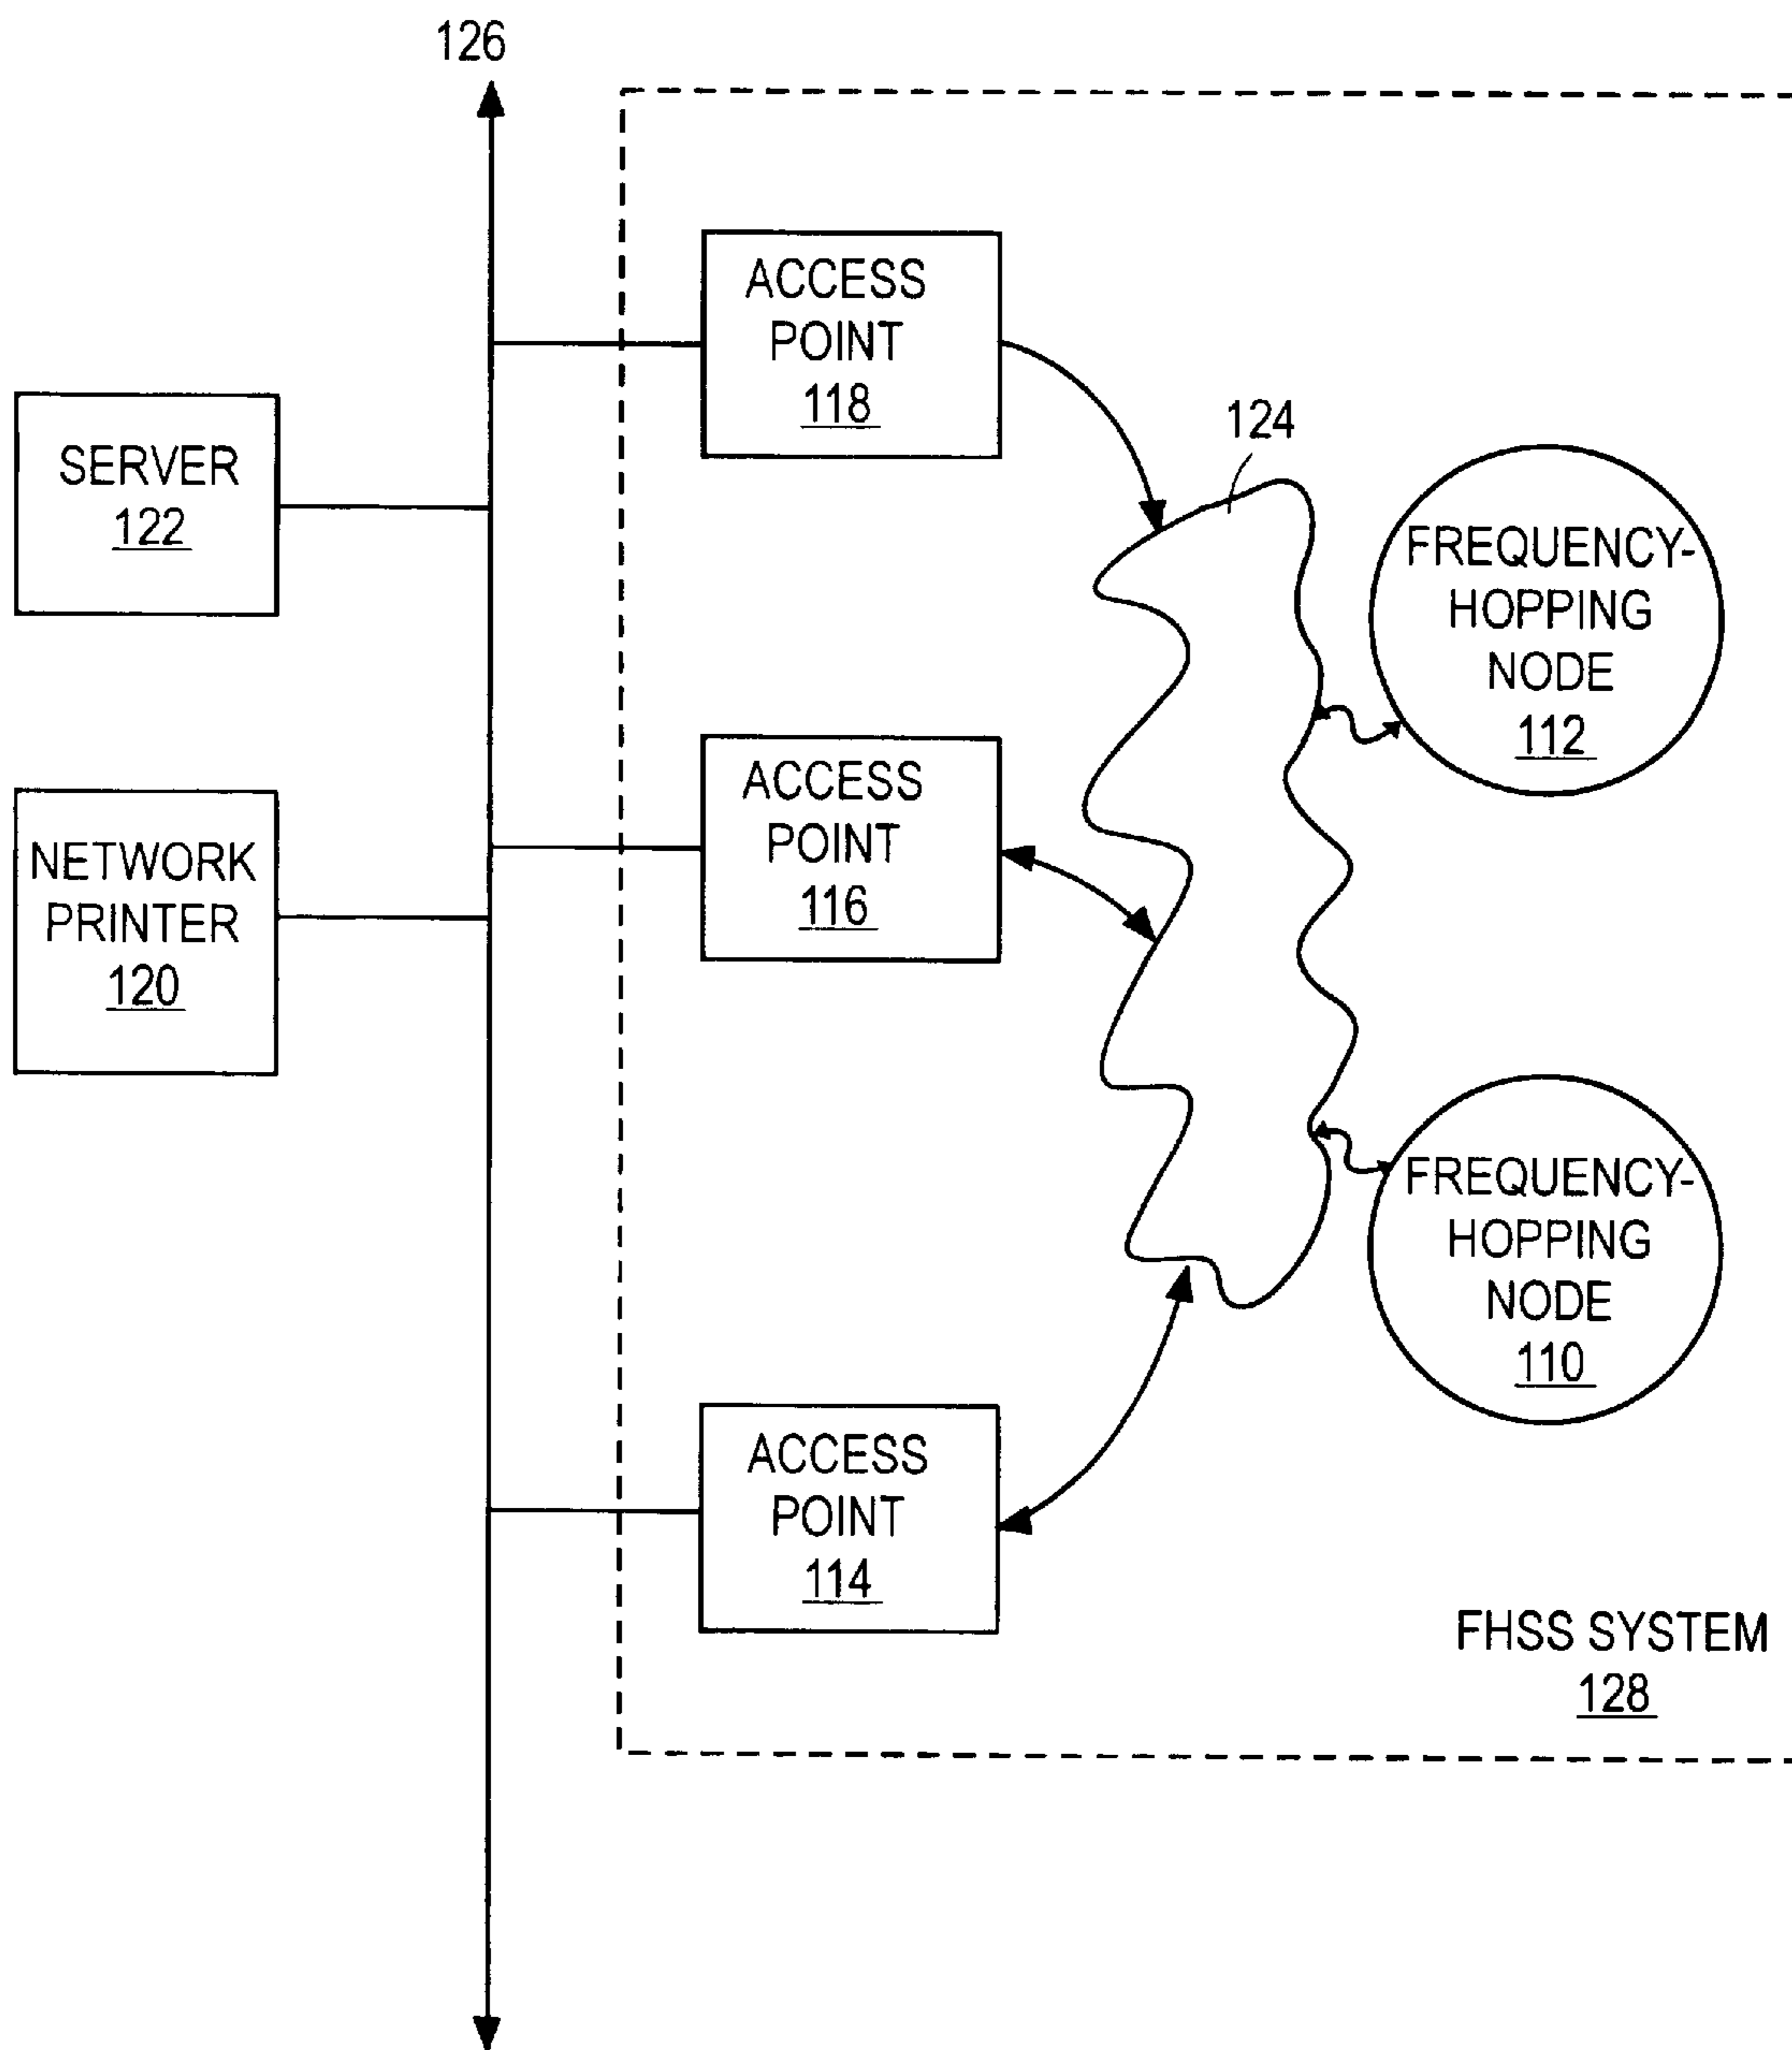 126
ACCESS
POINT
118
124
SERVER
122
FREQUENCY-
HOPPING
NODE
112
ACCESS
POINT
116
NETWORK
PRINTER
120
FREQUENCY-
HOPPING
NODE
110
ACCESS
POINT
114
FHSS SYSTEM
128